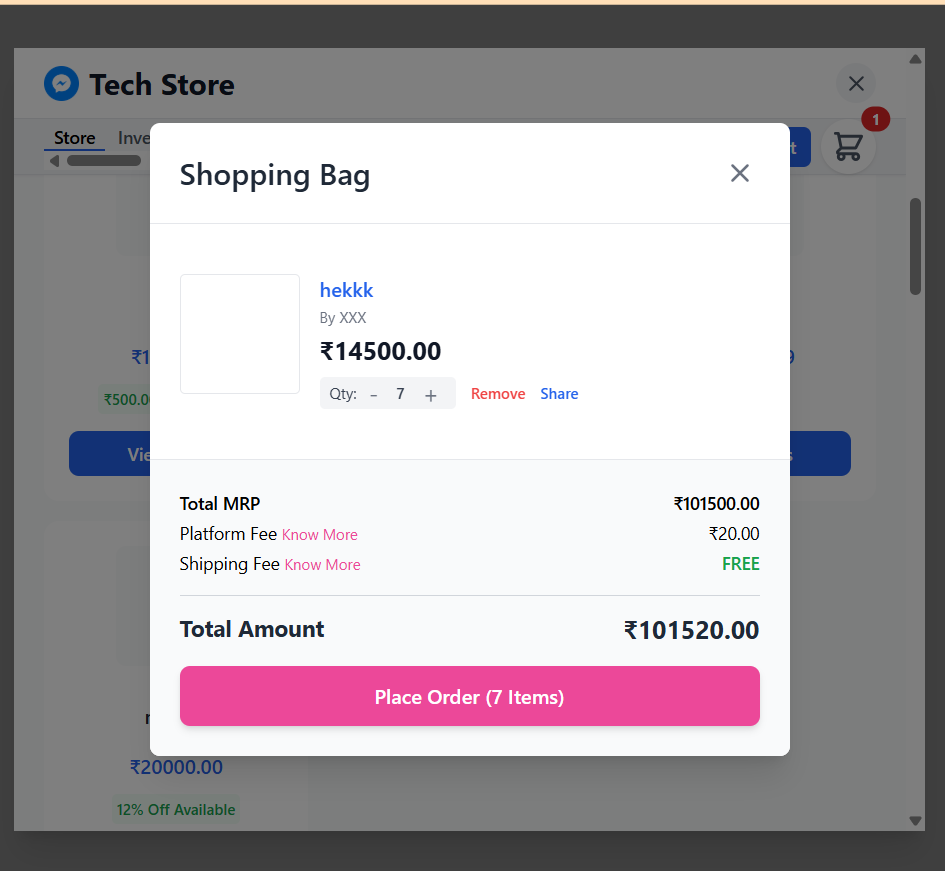 Tech Store
Store
1
Shopping Bag
hekkk
By XXX
₹14500.00
Qty: - 7 + Remove Share
Total MRP ₹101500.00
Platform Fee Know More ₹20.00
Shipping Fee Know More FREE
Total Amount ₹101520.00
Place Order (7 Items)
₹20000.00
12% Off Available